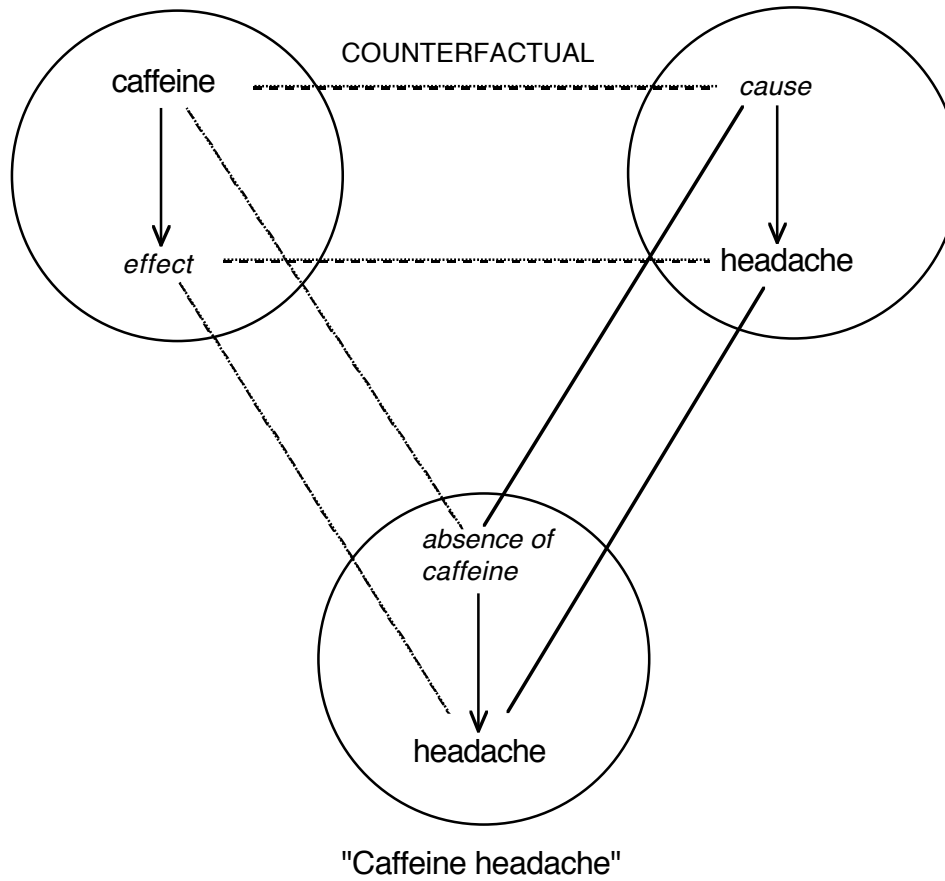 COUNTERFACTUAL
caffeine
cause
effect
headache
absence of
caffeine
headache
"Caffeine headache"